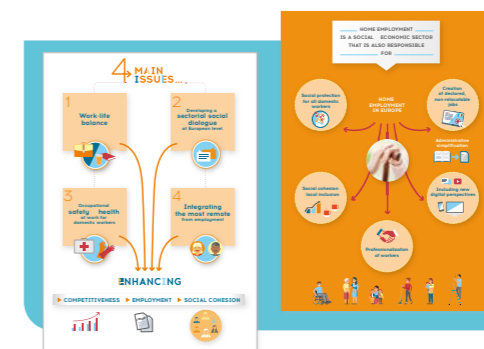 4 MAIN
ISSUES...
1
Work-life
balance
2
Developing a
sectorial social
dialogue
at European level
3
Occupational
safety health
at work for
domestic workers
4
Integrating
the most remote
from employment
ENHANCING
COMPETITIVENESS EMPLOYMENT SOCIAL COHESION
HOME EMPLOYMENT
IS A SOCIAL ECONOMIC SECTOR
THAT IS ALSO RESPONSIBLE
FOR
Social protection
for all domestic
workers
HOME
EMPLOYMENT
IN EUROPE
Creation
of declared,
non-relocatable
jobs
Administrative
simplification
Social cohesion
local inclusion
Including new
digital perspectives
Professionalization
of workers